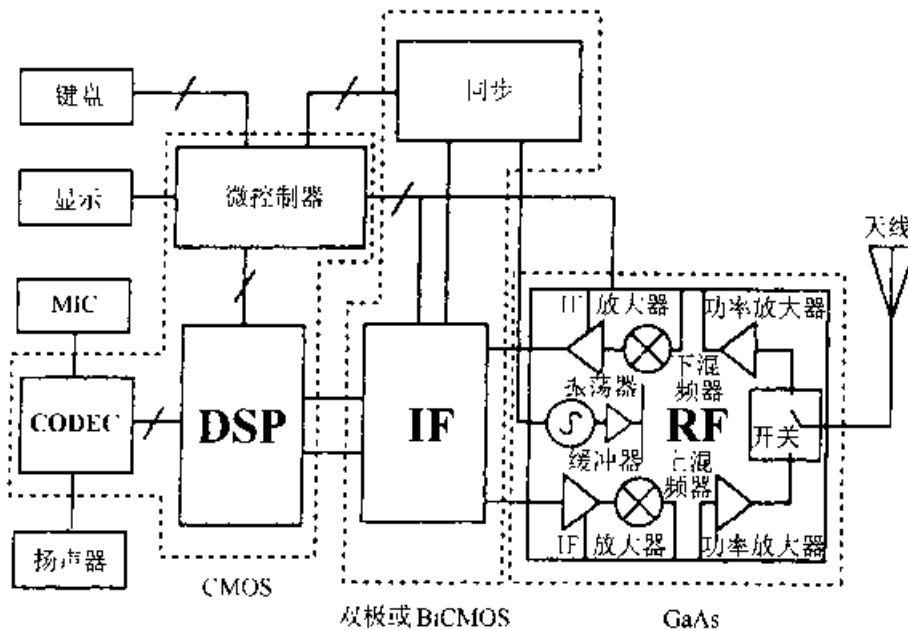 同步
键盘
微控制器
显示
天线
MiC
IF 放大器 功率放大器
下混
频器
振荡器
CODEC
DSP
IF
RF
开关
缓冲器
上混
频器
扬声器
IF 放大器 功率放大器
CMOS
双极或BiCMOS
GaAs